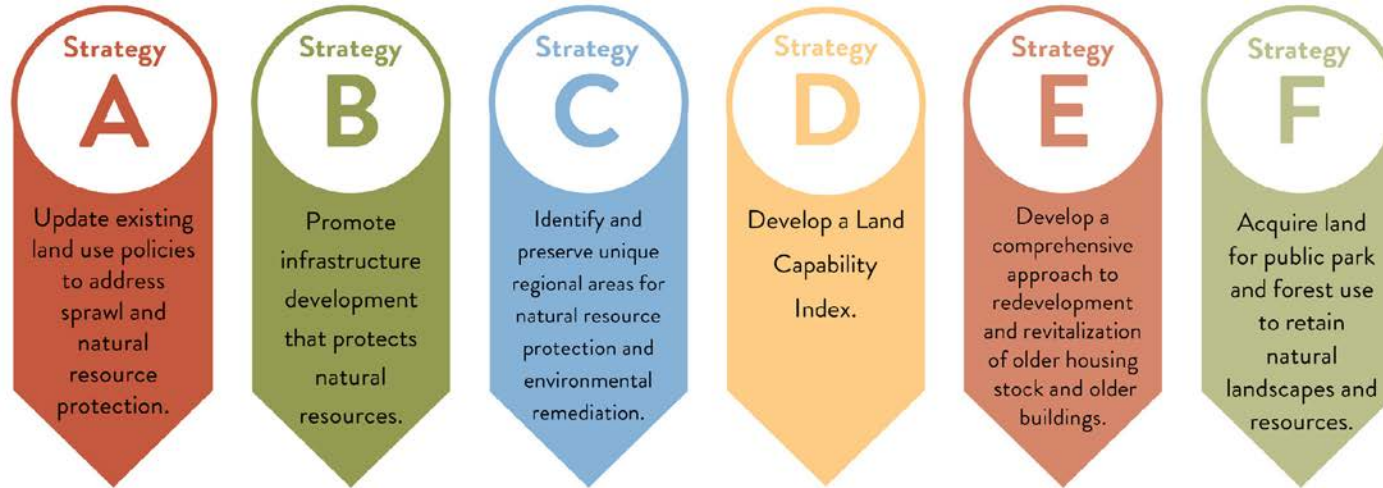 Strategy
A
Update existing
land use policies
to address
sprawl and
natural
resource
protection.
Strategy
B
Promote
infrastructure
development
that protects
natural
resources.
Strategy
C
Identify and
preserve unique
regional areas for
natural resource
protection and
environmental
remediation.
Strategy
D
Develop a Land
Capability
Index.
Strategy
E
Develop a
comprehensive
approach to
redevelopment
and revitalization
of older housing
stock and older
buildings.
Strategy
F
Acquire land
for public park
and forest use
to retain
natural
landscapes and
resources.